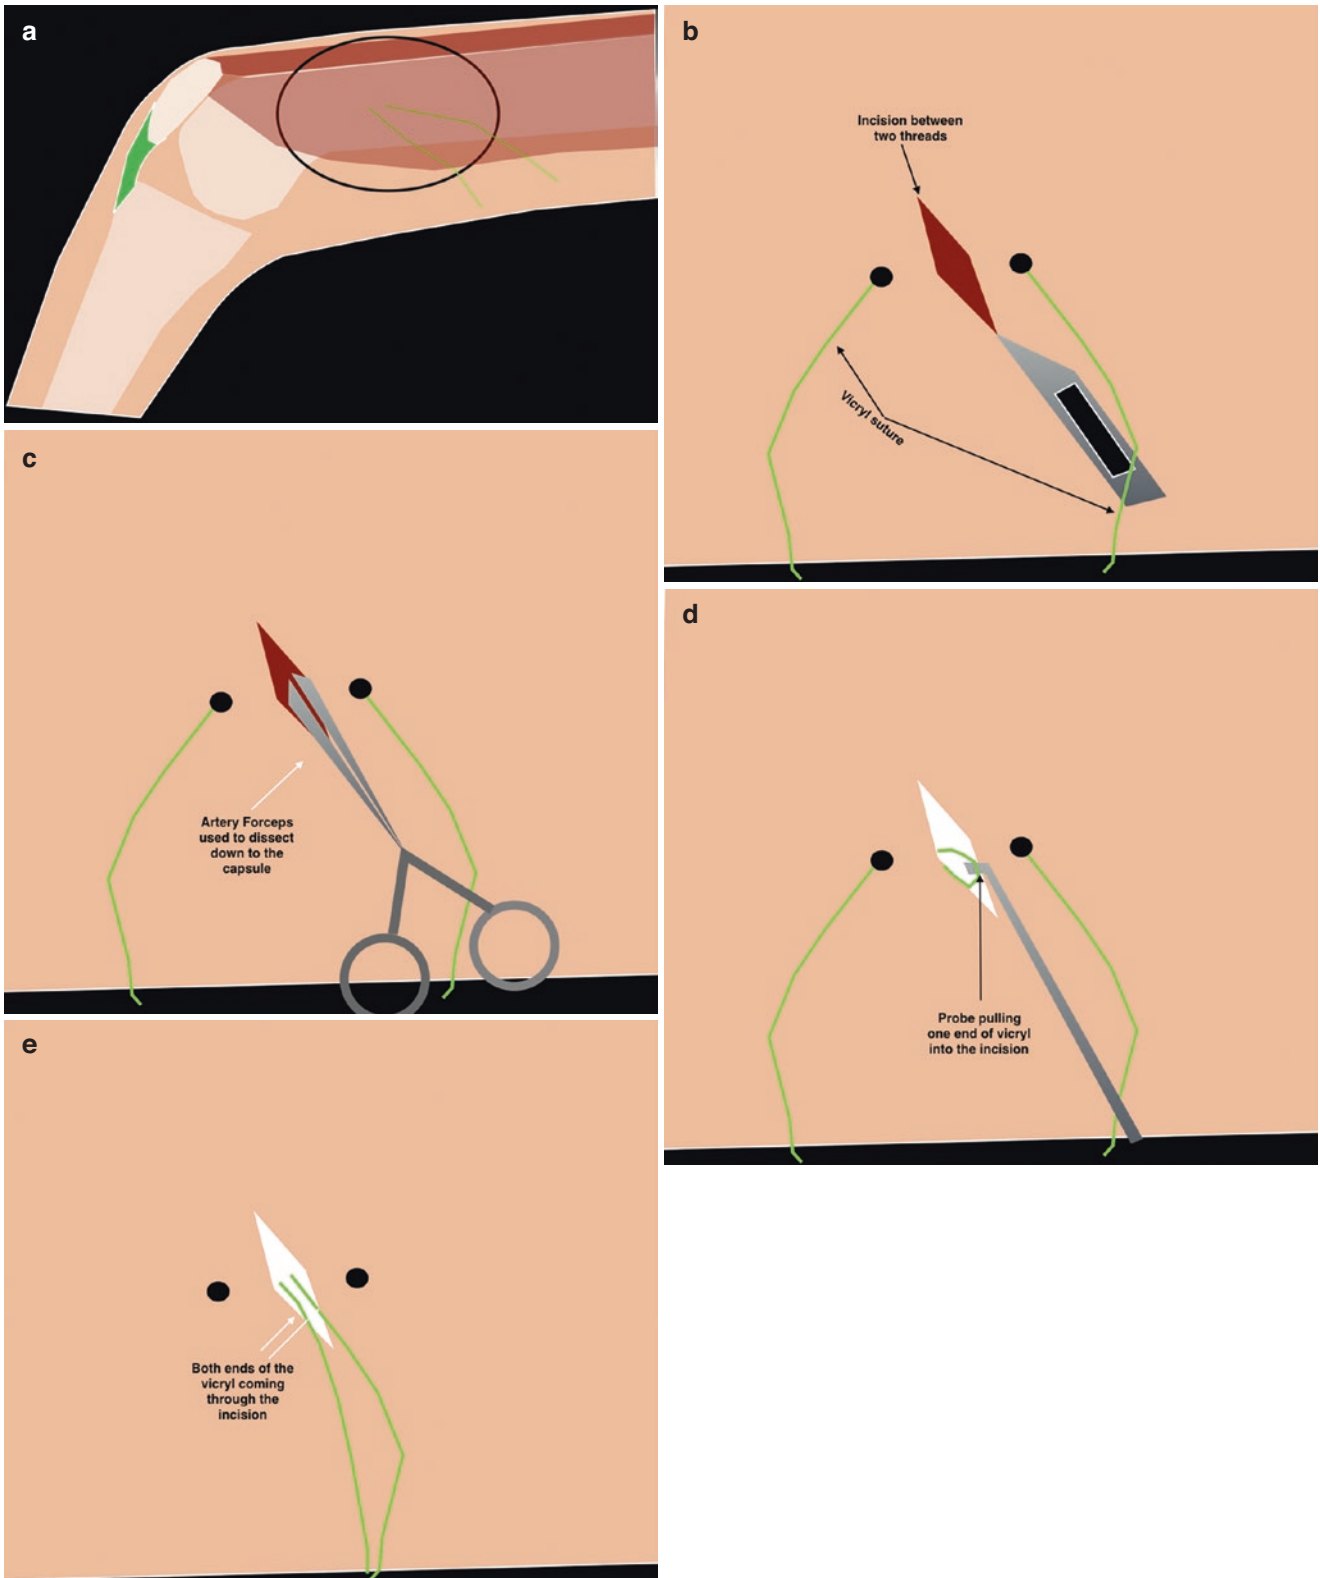 a
b
Incision between
two threads
Vicryl suture
c
Artery Forceps
used to dissect
down to the
capsule
d
Probe pulling
one end of vicryl
into the incision
e
Both ends of the
vicryl coming
through the
incision